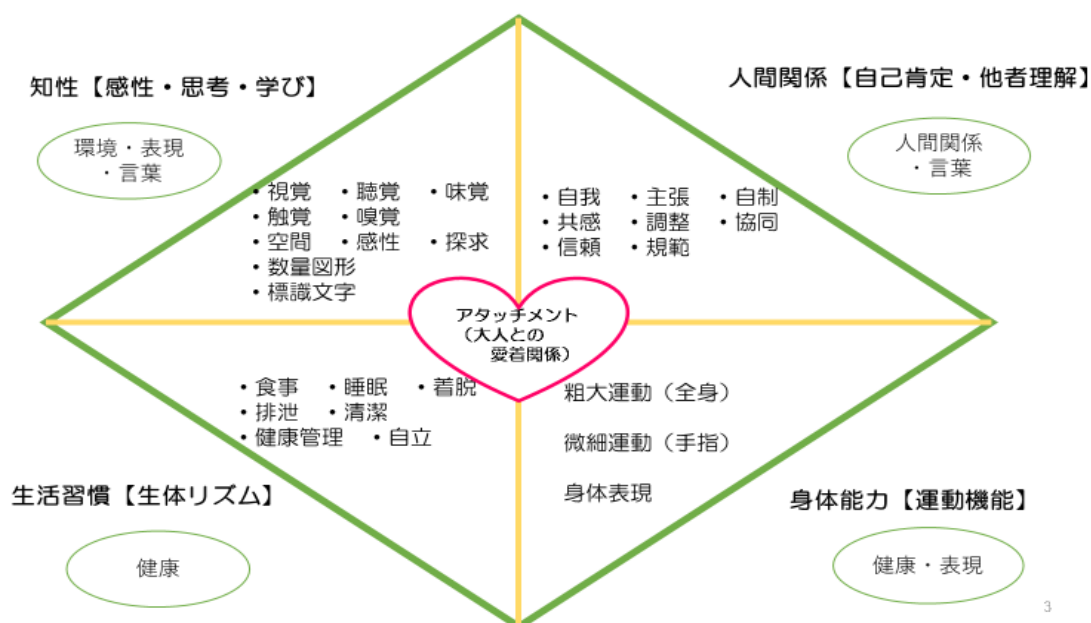 知性【感性・思考・学び】
環境・表現
・言葉
・視覚 ・聴覚 ・味覚
・触覚 ・嗅覚
・空間 ・感性 ・探求
・数量図形
・標識文字
人間関係【自己肯定・他者理解】
人間関係
・言葉
・自我 ・主張 ・自制
・共感 ・調整 ・協同
・信頼 ・規範
アタッチメント
（大人との
愛着関係）
・食事 ・睡眠 ・着脱
・排泄 ・清潔
・健康管理 ・自立
生活習慣【生体リズム】
健康
粗大運動（全身）
微細運動（手指）
身体表現
身体能力【運動機能】
健康・表現
3